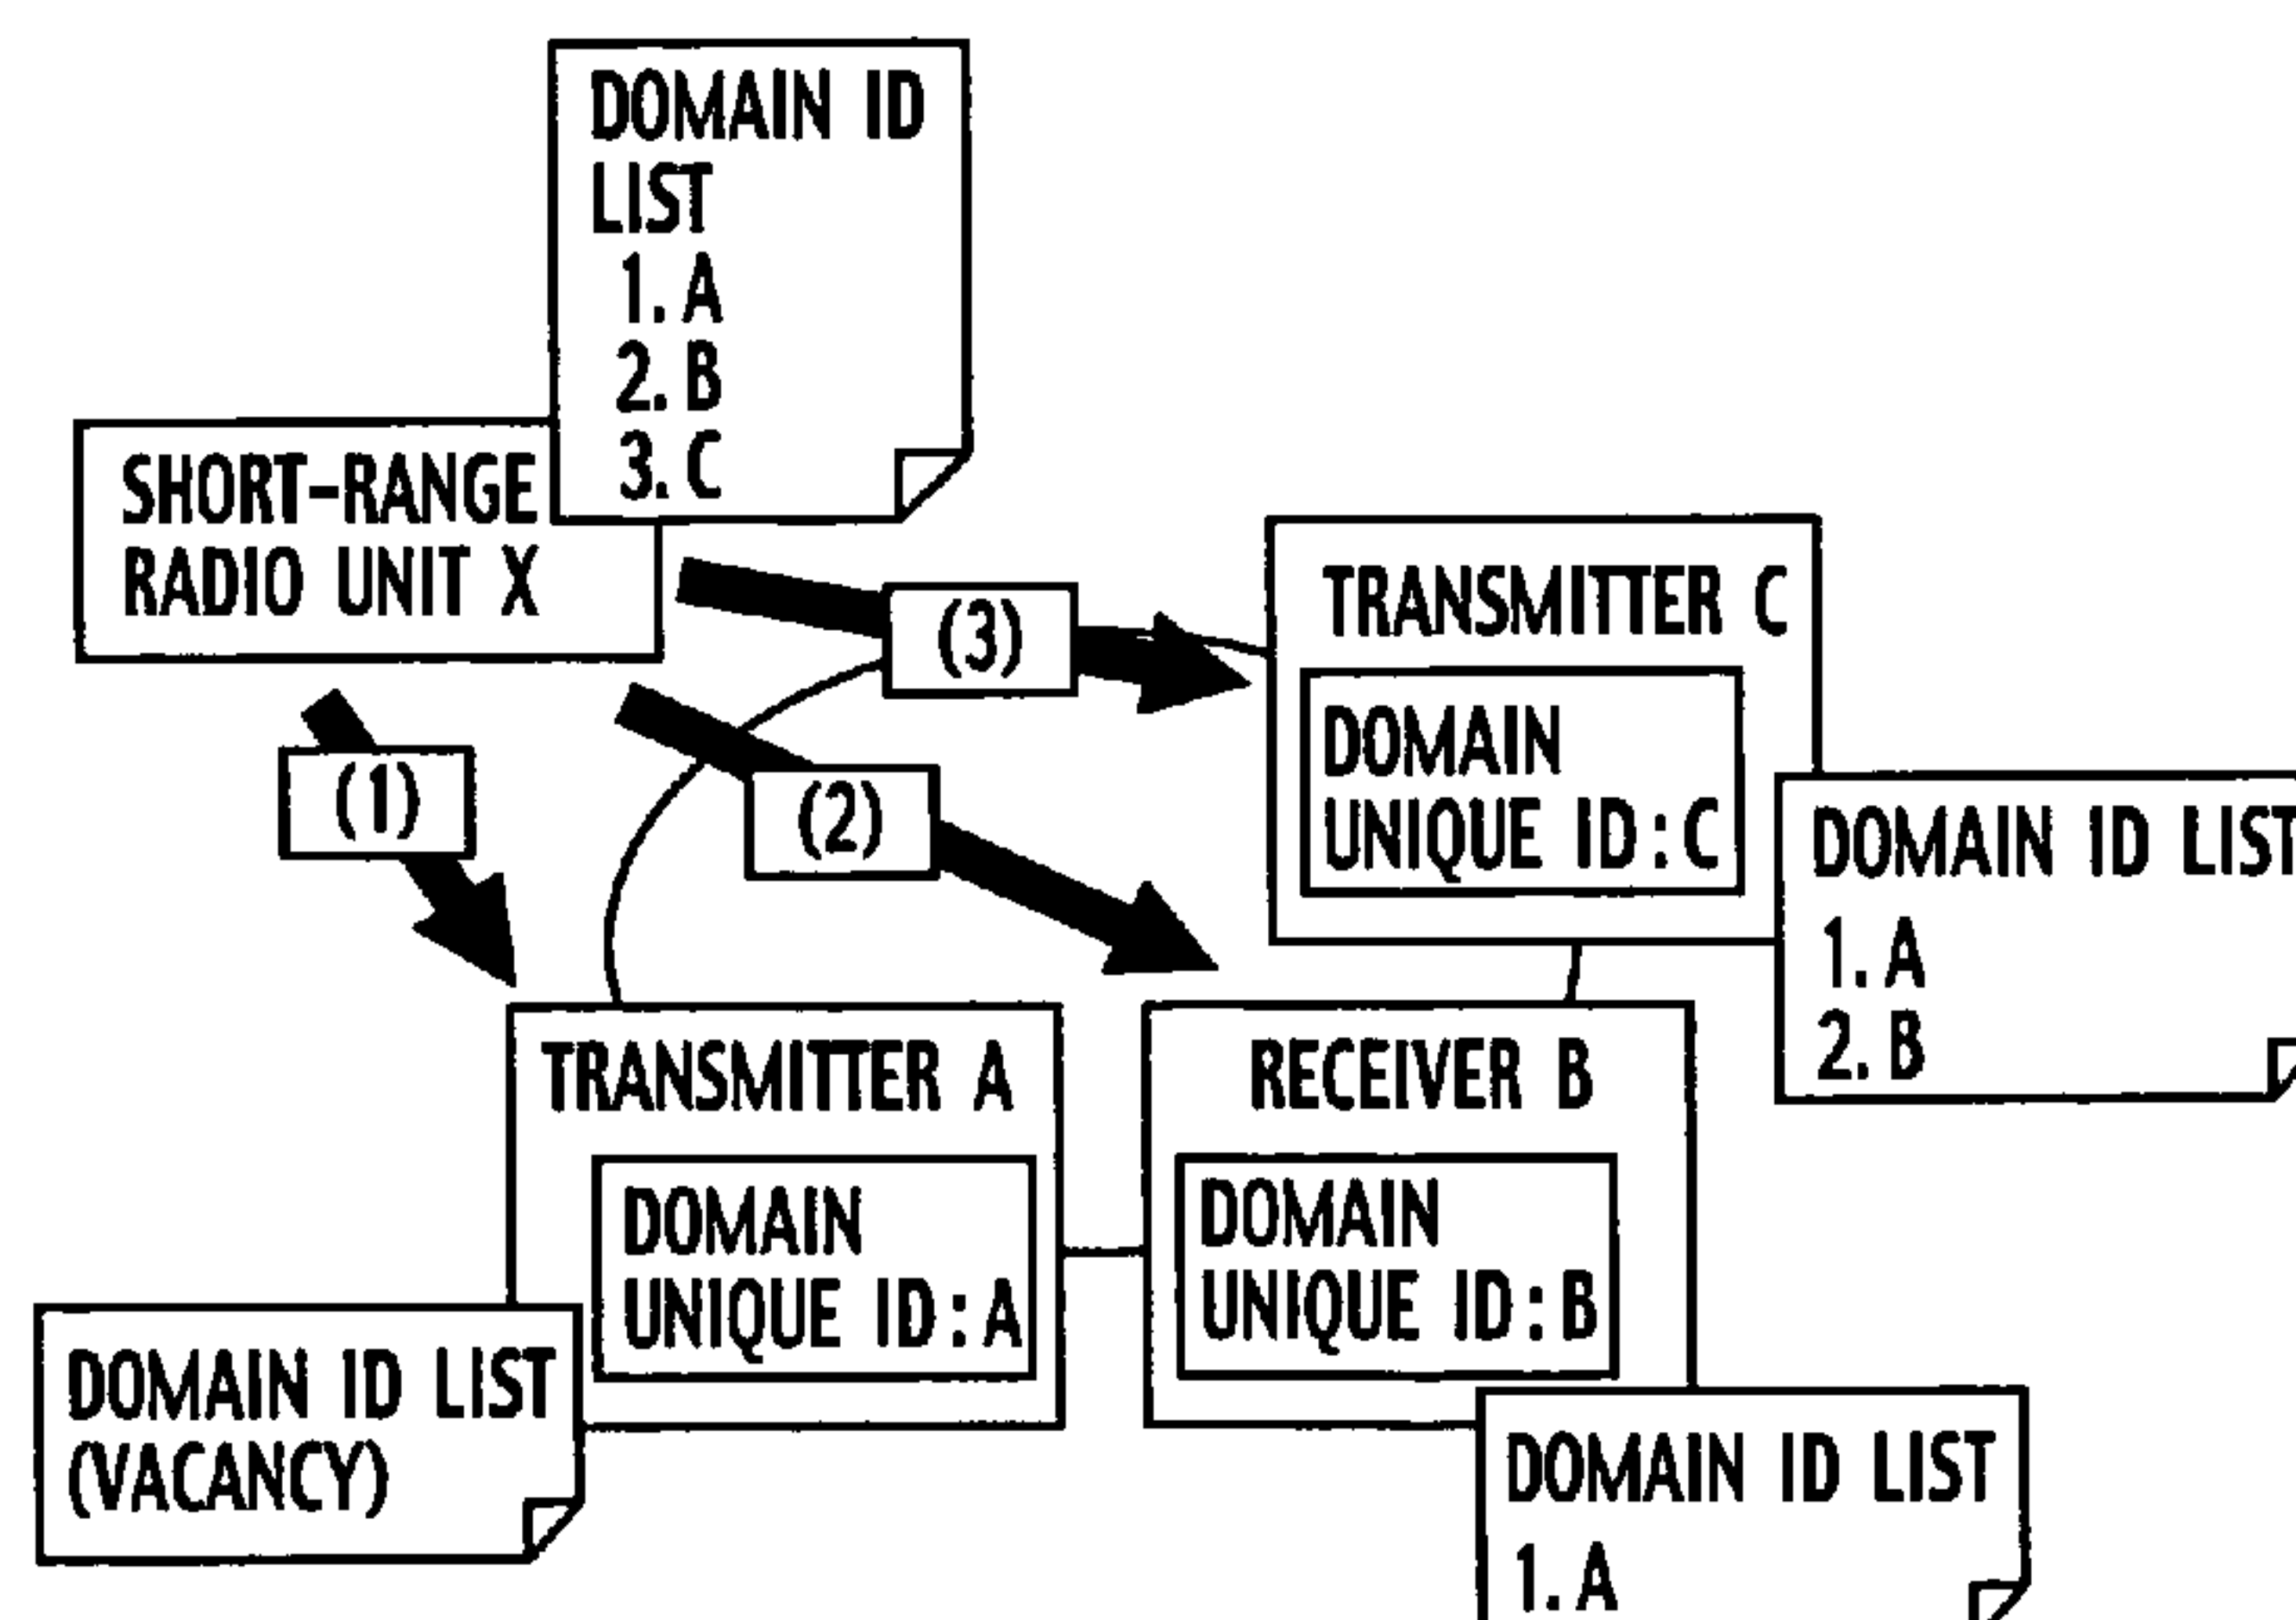 DOMAIN ID
LIST
1. A
2. B
3. C
SHORT-RANGE
RADIO UNIT X
(3)
(1)
(2)
TRANSMITTER C
DOMAIN
UNIQUE ID:C
DOMAIN ID LIST
1. A
2. B
TRANSMITTER A
DOMAIN
UNIQUE ID:A
RECEIVER B
DOMAIN
UNIQUE ID:B
DOMAIN ID LIST
(VACANCY)
DOMAIN ID LIST
1. A